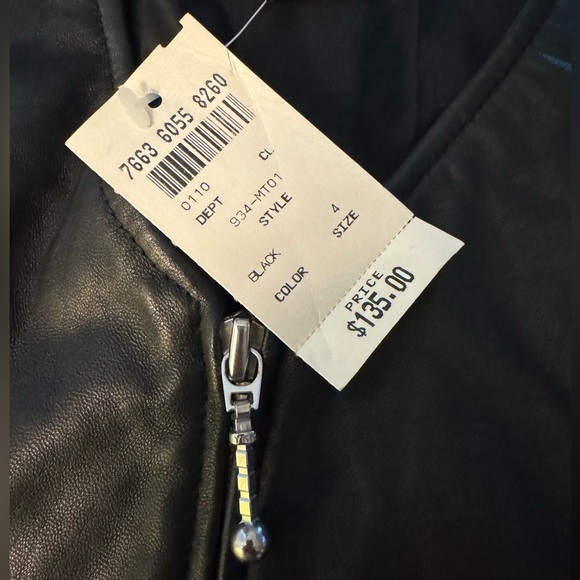 7663 6055 8260
0110
DEPT CL
934-MT01
STYLE
BLACK 4
COLOR SIZE
PRICE
$135.00